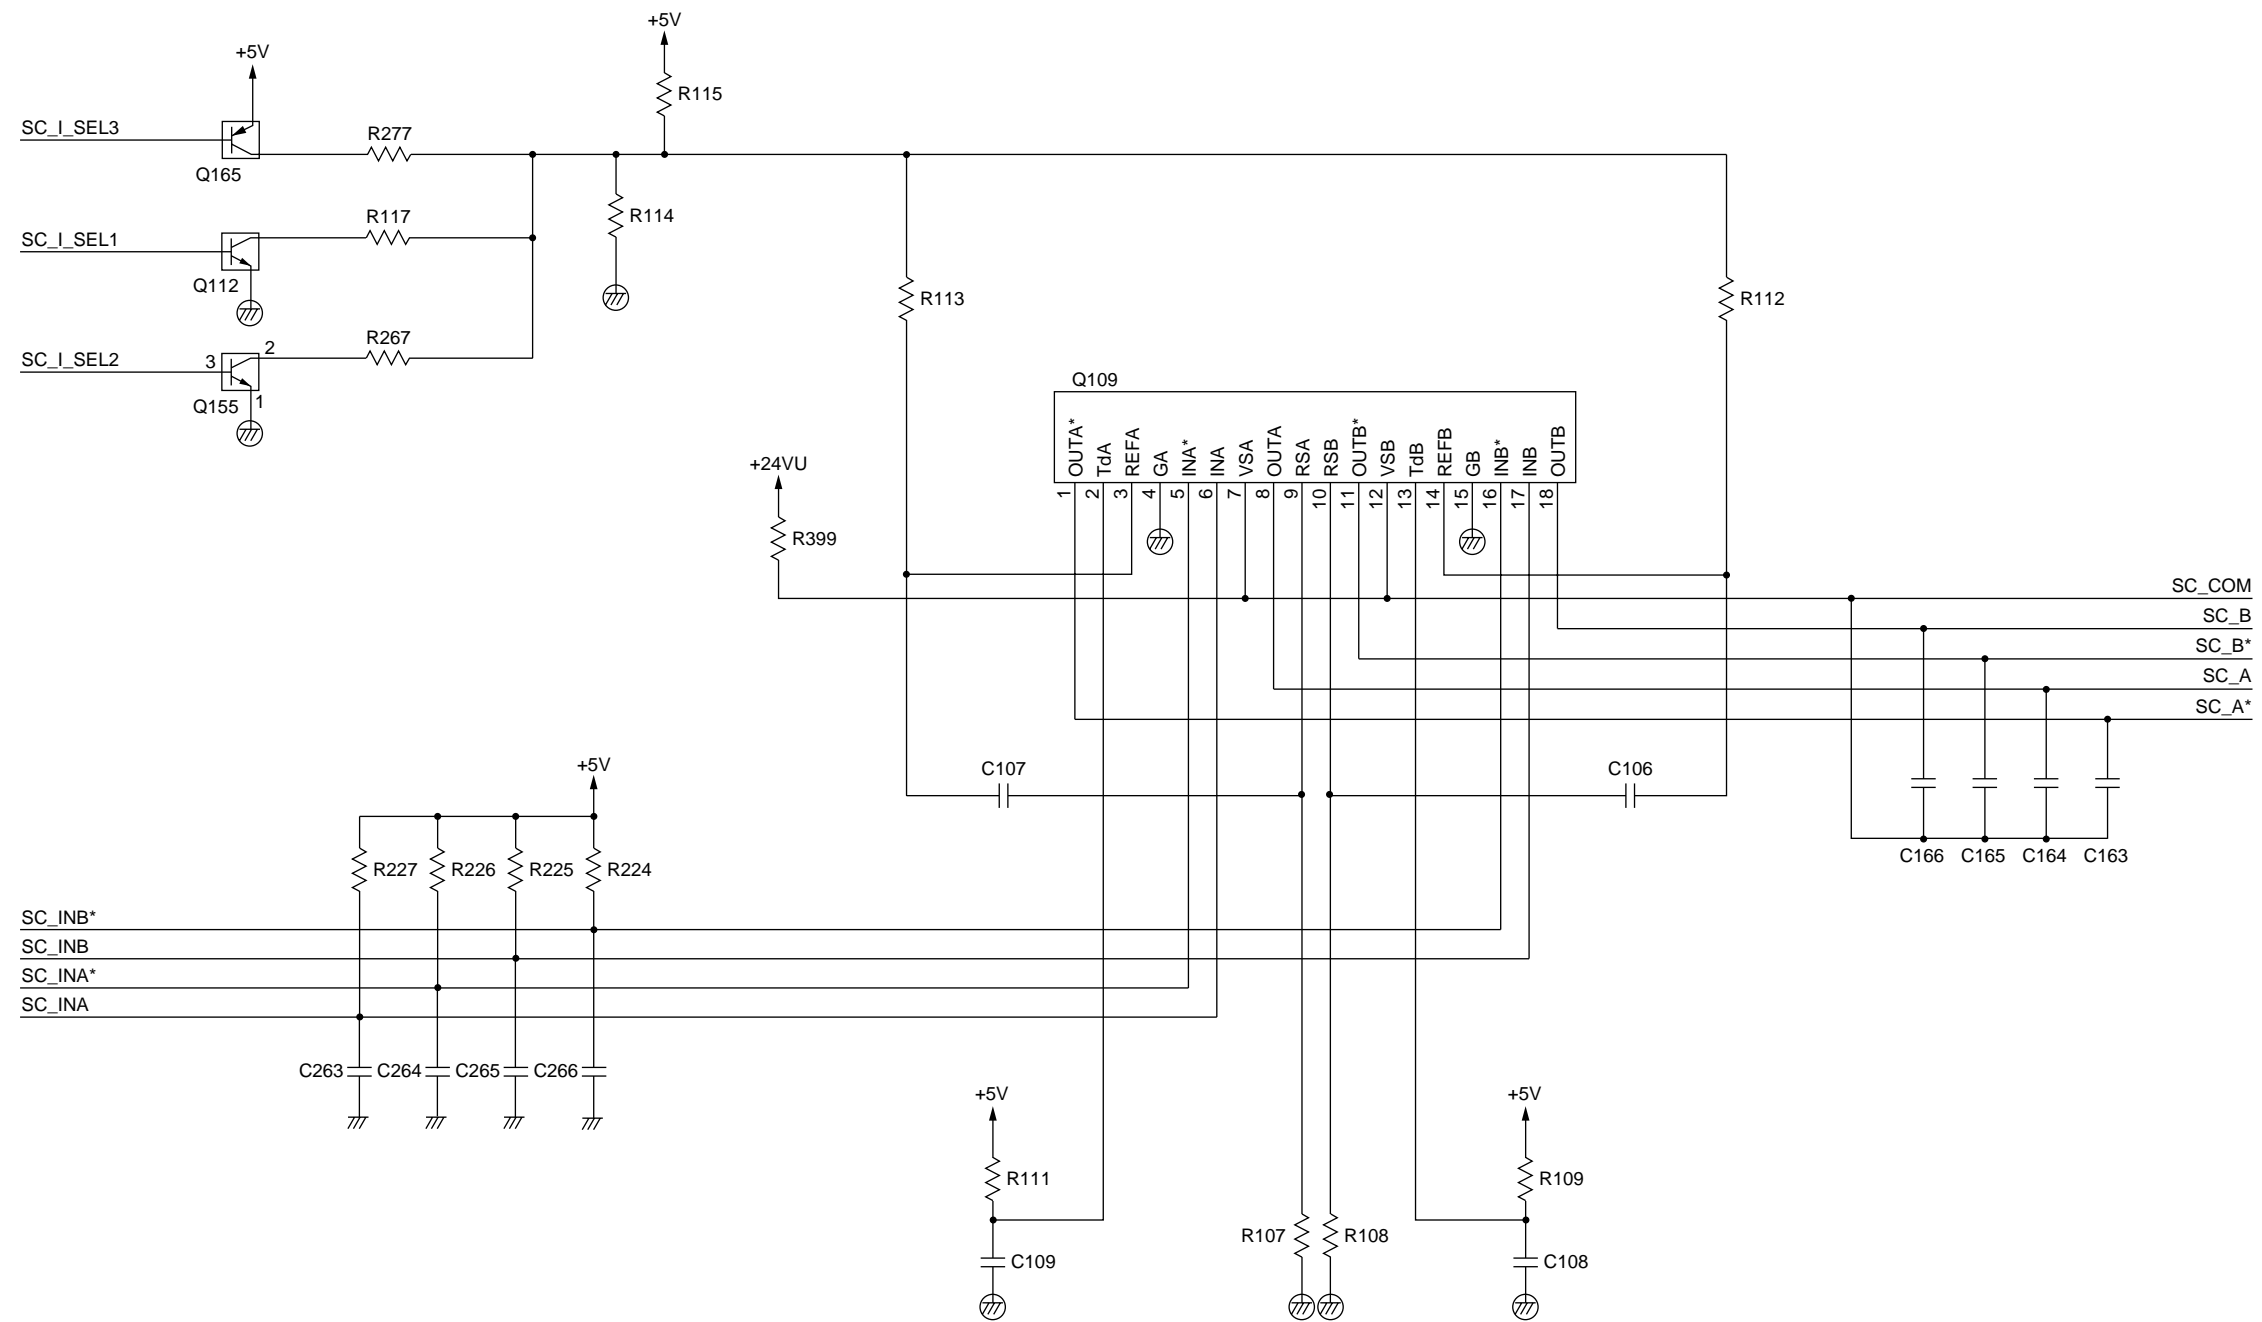 +5V
+5V
R115
SC_I_SEL3
R277
Q165
R117
R114
SC_I_SEL1
Q112
R113
R112
R267
SC_I_SEL2
3
2
Q155
1
Q109
OUTA*
TdA
REFA
GA
INA*
INA
VSA
OUTA
RSA
RSB
OUTB*
VSB
TdB
REFB
GB
INB*
INB
OUTB
1
2
3
4
5
6
7
8
9
10
11
12
13
14
15
16
17
18
+24VU
R399
SC_COM
SC_B
SC_B*
SC_A
SC_A*
C107
C106
+5V
C166
C165
C164
C163
R227
R226
R225
R224
SC_INB*
SC_INB
SC_INA*
SC_INA
C263
C264
C265
C266
+5V
+5V
R111
R109
R107
R108
C109
C108